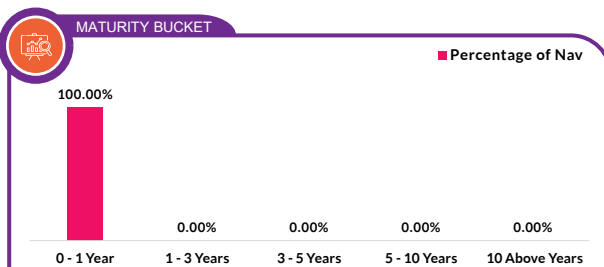 MATURITY BUCKET
Percentage of Nav
100.00%
0.00% 0.00% 0.00% 0.00%
0 - 1 Year 1 - 3 Years 3 - 5 Years 5 - 10 Years 10 Above Years